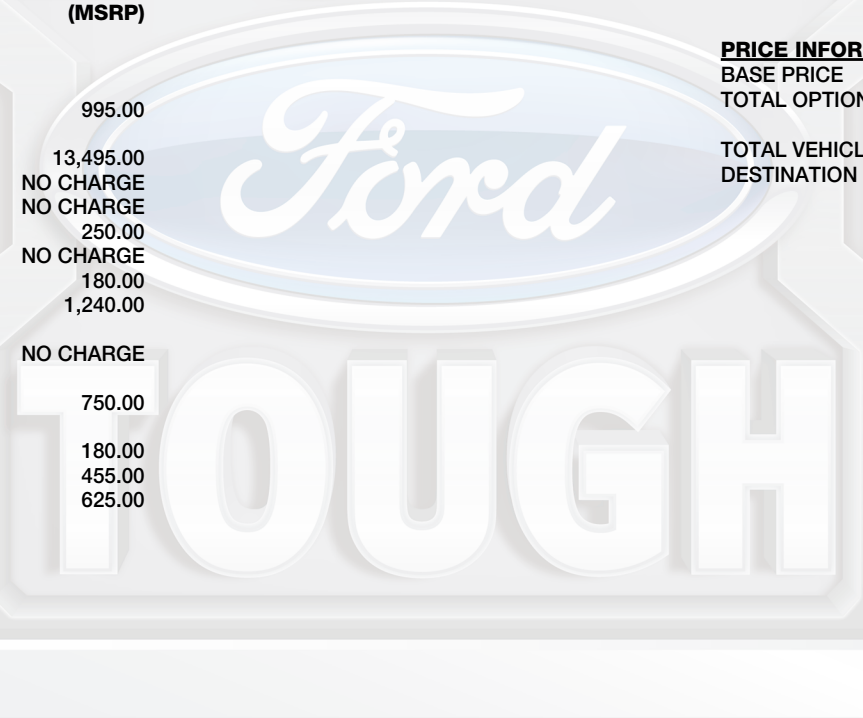 (MSRP)
995.00
13,495.00
NO CHARGE
NO CHARGE
250.00
NO CHARGE
180.00
1,240.00
NO CHARGE
750.00
180.00
455.00
625.00
PRICE INFOR
BASE PRICE
TOTAL OPTION
TOTAL VEHICL
DESTINATION
Ford
TOUGH